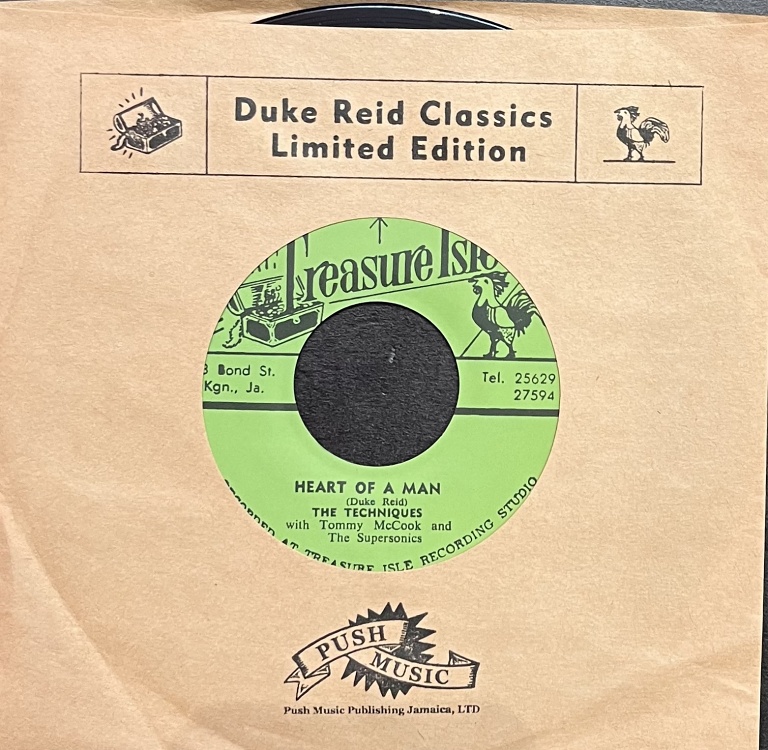 Duke Reid Classics
Limited Edition
Treasure Isle
Bond St.
Kgn., Ja.
Tel. 25629
27594
HEART OF A MAN
(Duke Reid)
THE TECHNIQUES
with Tommy McCook and
The Supersonics
RECORDED AT TREASURE ISLE RECORDING STUDIO
PUSH
MUSIC
Push Music Publishing Jamaica, LTD